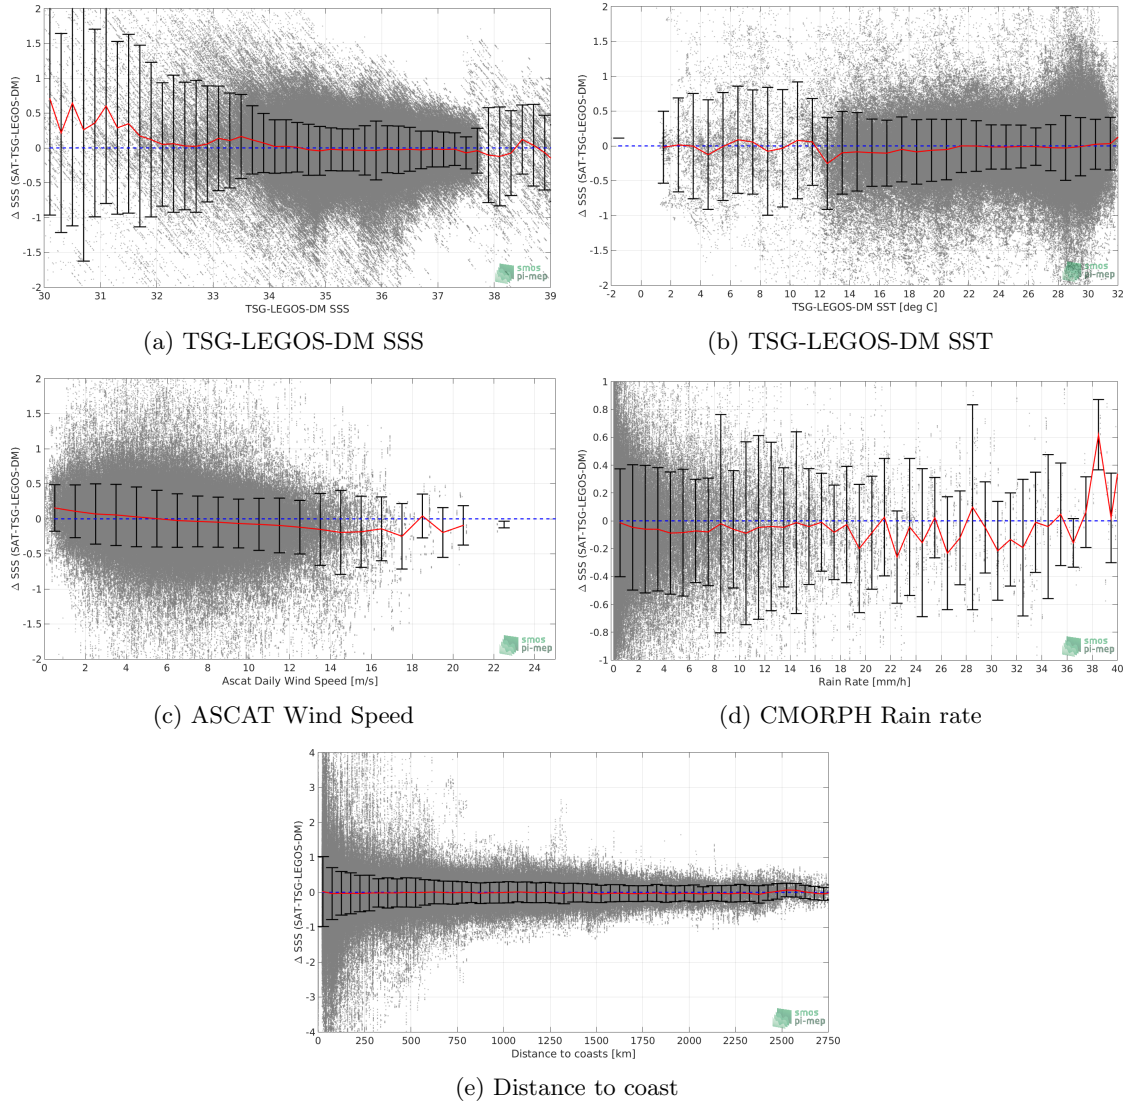 Δ SSS (SAT-TSG-LEGOS-DM)
2
1.5
1
0.5
0
-0.5
-1
-1.5
-2
30 31 32 33 34 35 36 37 38 39
TSG-LEGOS-DM SSS
smos
pi-mep
(a) TSG-LEGOS-DM SSS
Δ SSS (SAT-TSG-LEGOS-DM)
2
1.5
1
0.5
0
-0.5
-1
-1.5
-2
-2 0 2 4 6 8 10 12 14 16 18 20 22 24 26 28 30 32
TSG-LEGOS-DM SST [deg C]
smos
pi-mep
(b) TSG-LEGOS-DM SST
Δ SSS (SAT-TSG-LEGOS-DM)
2
1.5
1
0.5
0
-0.5
-1
-1.5
-2
0 2 4 6 8 10 12 14 16 18 20 22 24
Ascat Daily Wind Speed [m/s]
smos
pi-mep
(c) ASCAT Wind Speed
Δ SSS (SAT-TSG-LEGOS-DM)
1
0.8
0.6
0.4
0.2
0
-0.2
-0.4
-0.6
-0.8
-1
0 2 4 6 8 10 12 14 16 18 20 22 24 26 28 30 32 34 36 38 40
Rain Rate [mm/h]
smos
pi-mep
(d) CMORPH Rain rate
Δ SSS (SAT-TSG-LEGOS-DM)
4
3
2
1
0
-1
-2
-3
-4
0 250 500 750 1000 1250 1500 1750 2000 2250 2500 2750
Distance to coasts [km]
smos
pi-mep
(e) Distance to coast